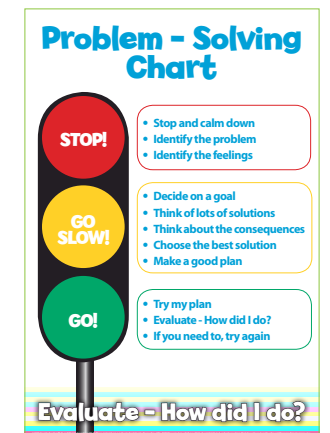 Problem - Solving
Chart
STOP!
• Stop and calm down
• Identify the problem
• Identify the feelings
GO
SLOW!
• Decide on a goal
• Think of lots of solutions
• Think about the consequences
• Choose the best solution
• Make a good plan
GO!
• Try my plan
• Evaluate - How did I do?
• If you need to, try again
Evaluate - How did I do?